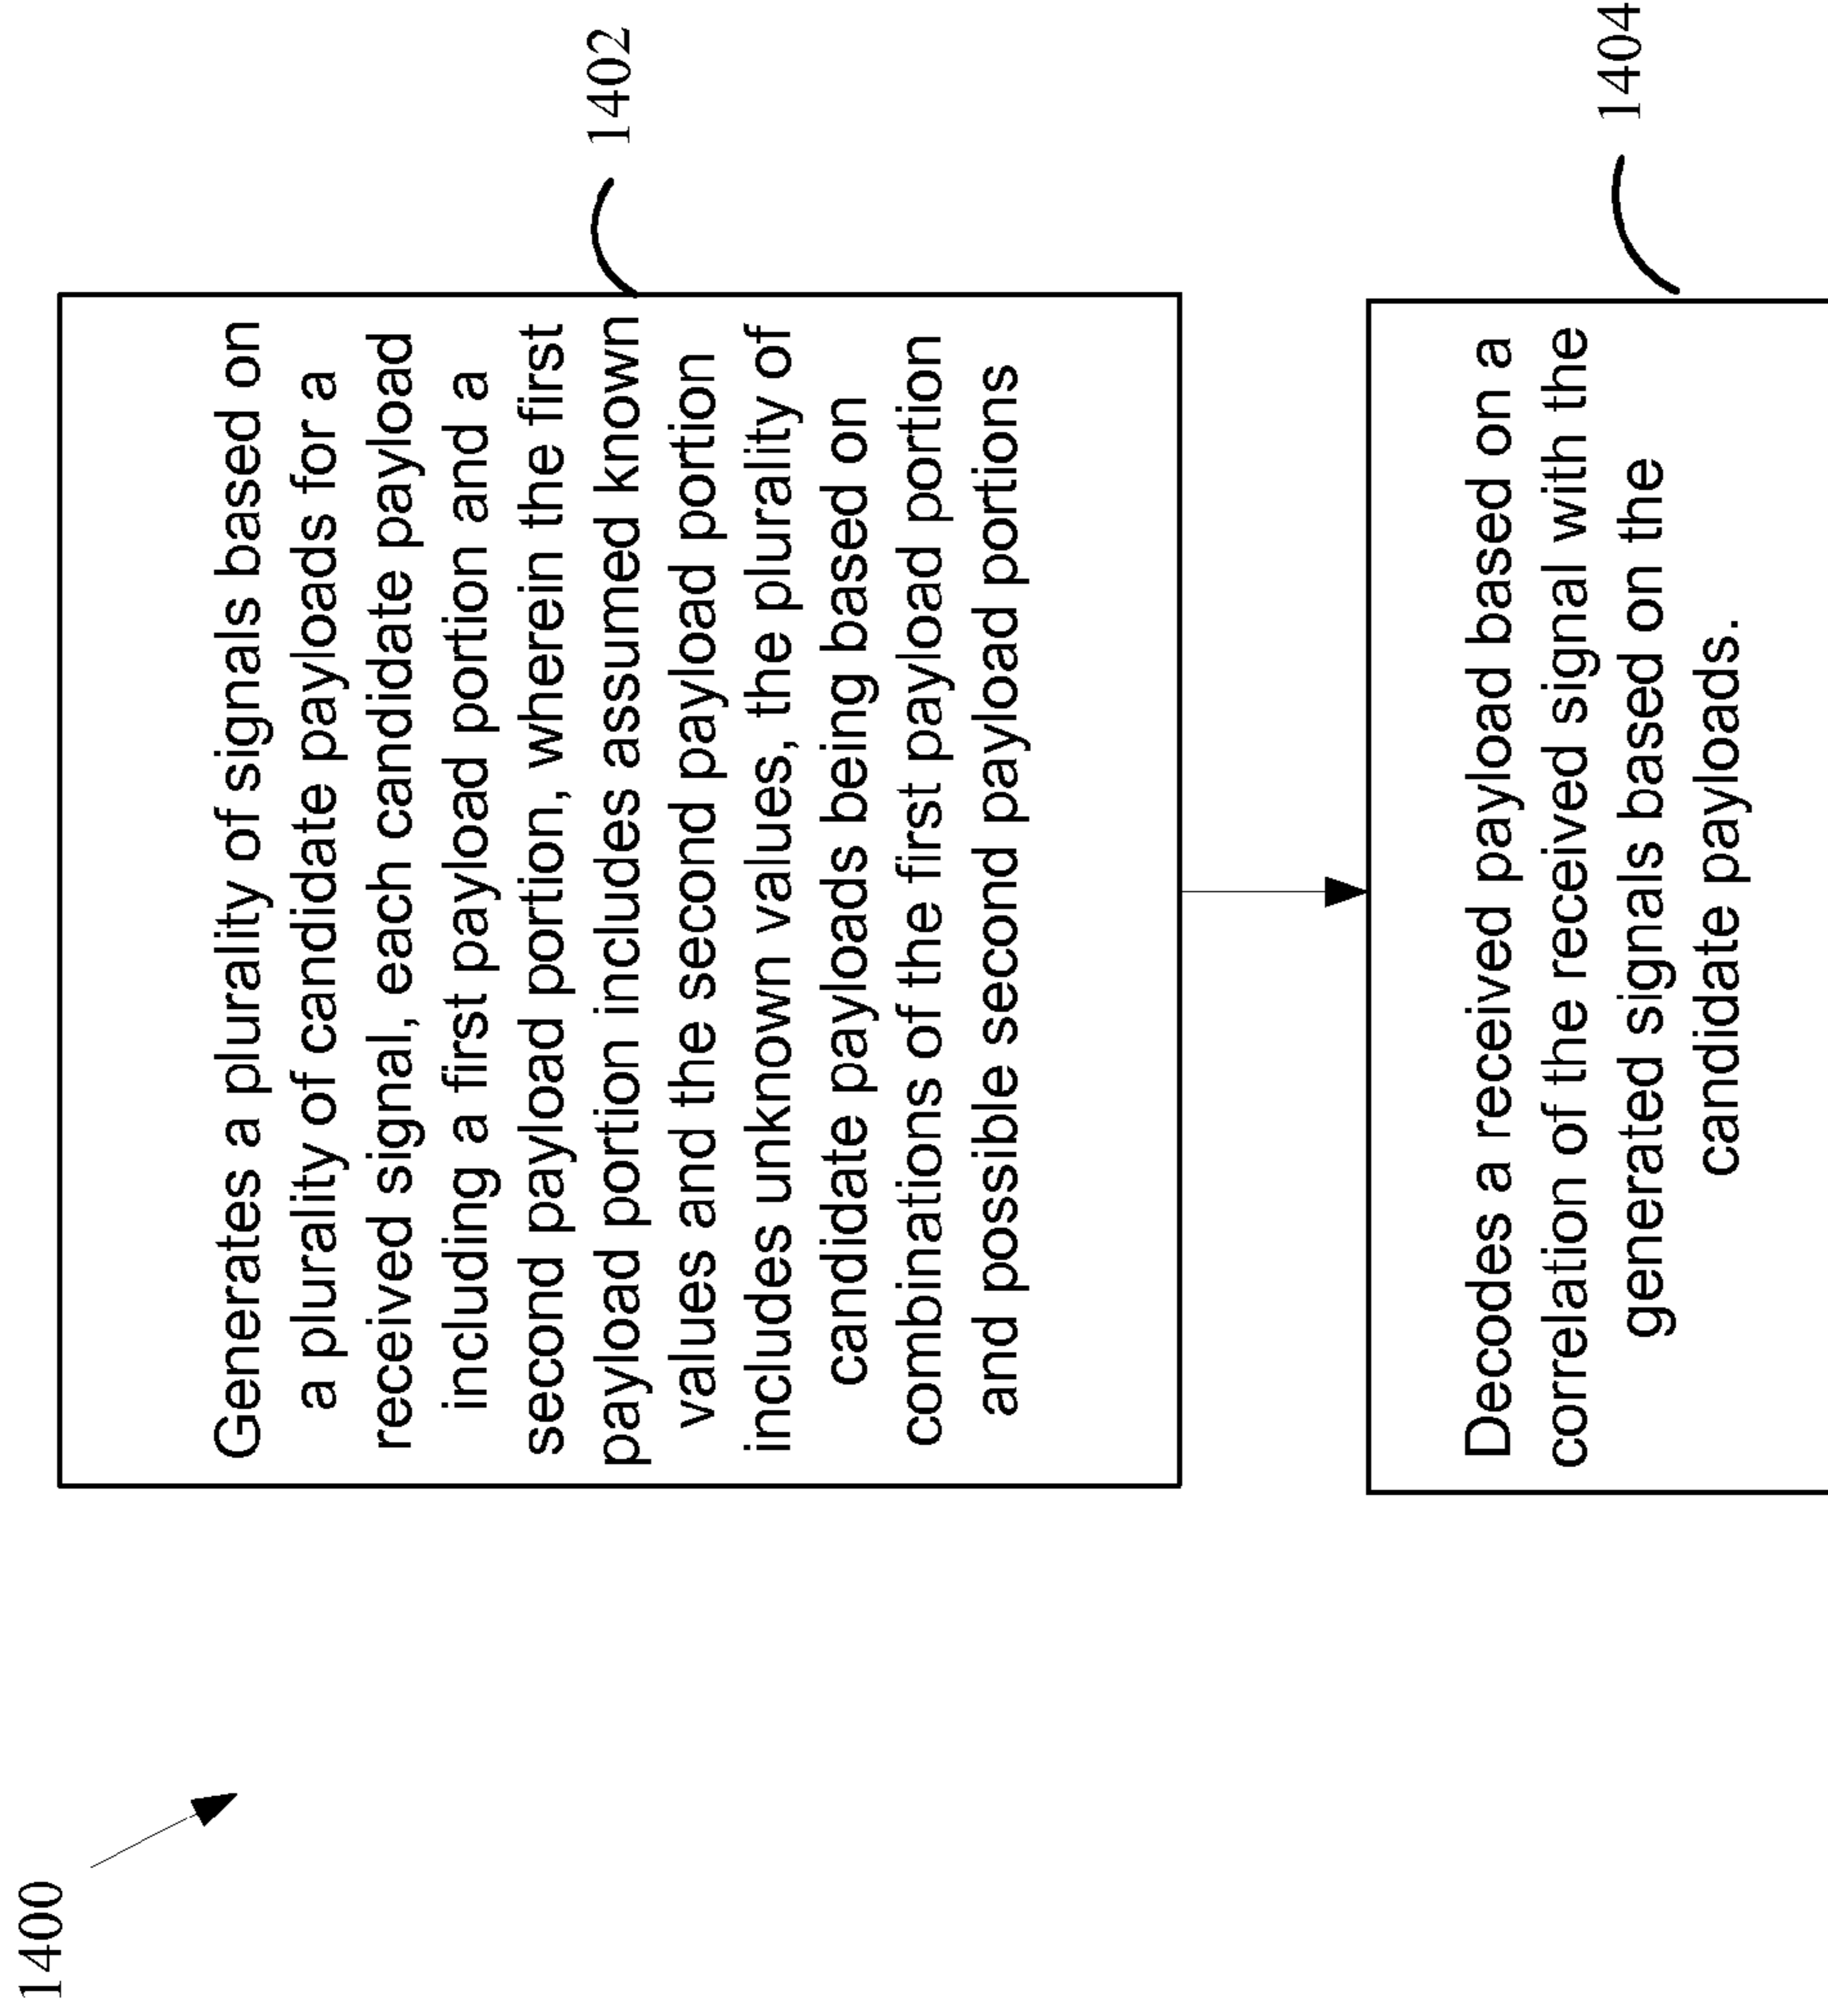 1400
Generates a plurality of signals based on
a plurality of candidate payloads for a
received signal, each candidate payload
including a first payload portion and a
second payload portion, wherein the first
payload portion includes assumed known
values and the second payload portion
includes unknown values, the plurality of
candidate payloads being based on
combinations of the first payload portion
and possible second payload portions
1402
Decodes a received payload based on a
correlation of the received signal with the
generated signals based on the
candidate payloads.
1404